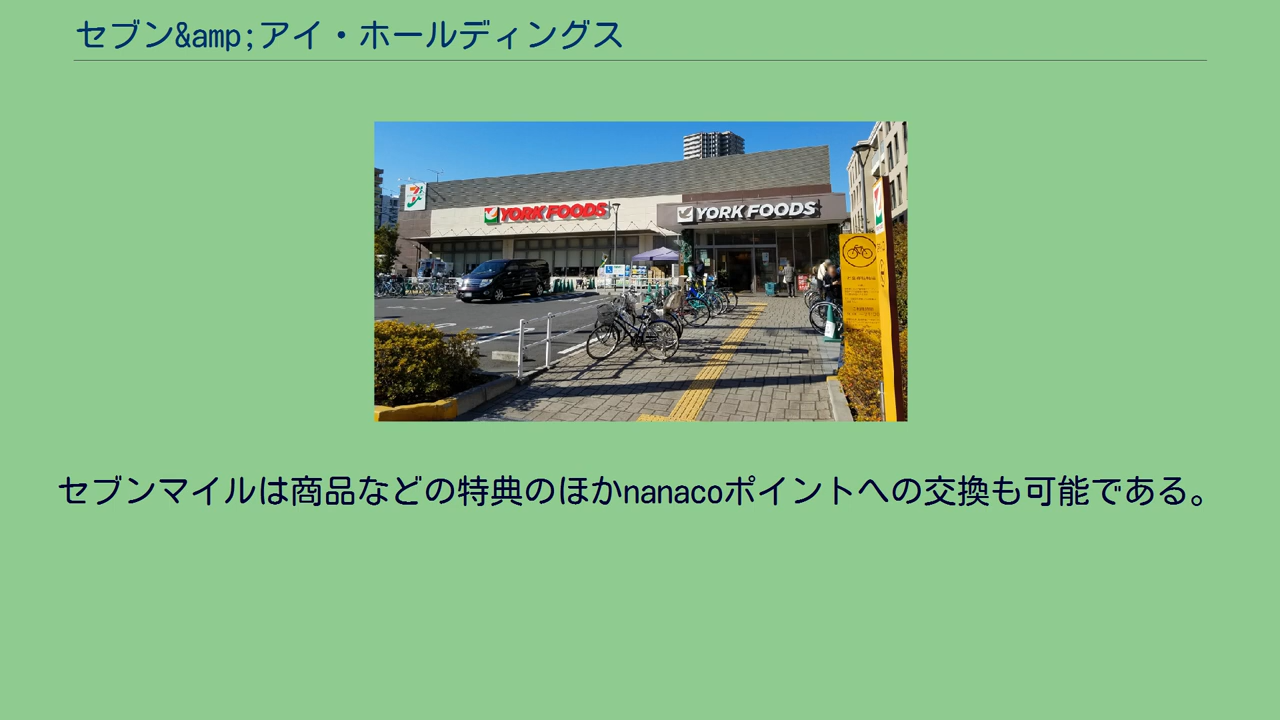 セブン&amp;アイ・ホールディングス
YORK FOODS
YORK FOODS
セブンマイルは商品などの特典のほかnanacoポイントへの交換も可能である。